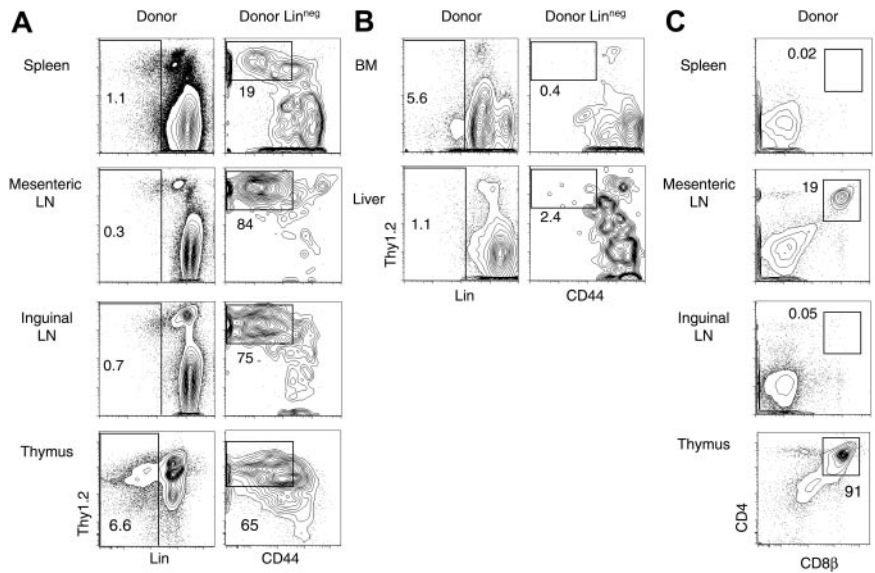 A
Donor
Donor Lin^neg
Spleen
1.1
19
Mesenteric
LN
0.3
84
Inguinal
LN
0.7
75
Thymus
6.6
65
Thy1.2
Lin
CD44
B
Donor
Donor Lin^neg
BM
5.6
0.4
Liver
1.1
2.4
Thy1.2
Lin
CD44
C
Donor
Spleen
0.02
Mesenteric
LN
19
Inguinal
LN
0.05
Thymus
91
CD4
CD8β